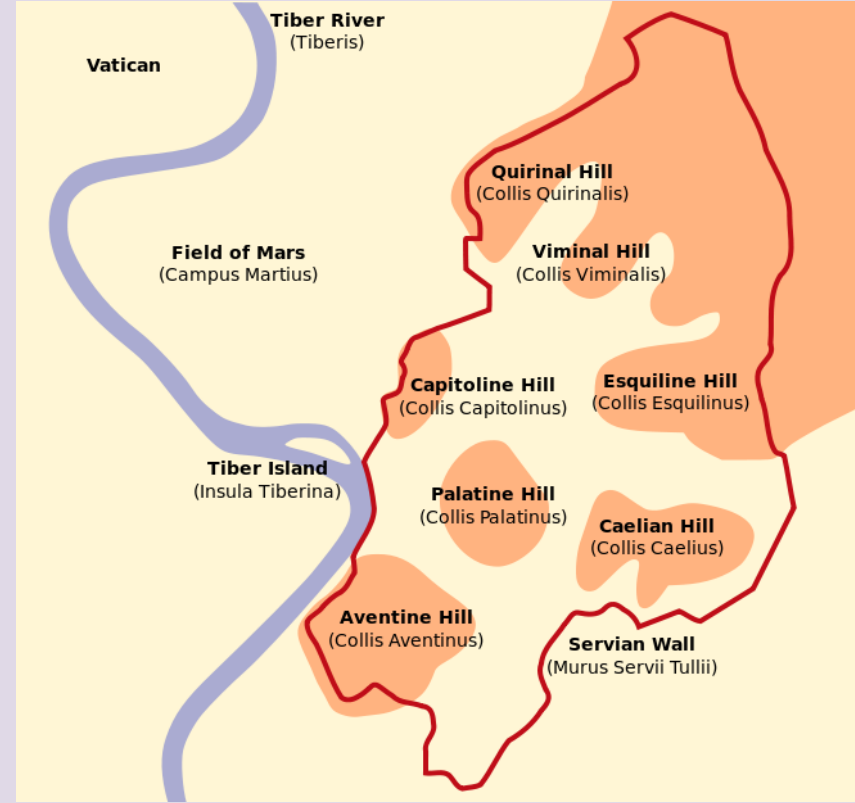 Tiber River
(Tiberis)
Vatican
Quirinal Hill
(Collis Quirinalis)
Field of Mars
(Campus Martius)
Viminal Hill
(Collis Viminalis)
Capitoline Hill
(Collis Capitolinus)
Esquiline Hill
(Collis Esquilinus)
Tiber Island
(Insula Tiberina)
Palatine Hill
(Collis Palatinus)
Caelian Hill
(Collis Caelius)
Aventine Hill
(Collis Aventinus)
Servian Wall
(Murus Servii Tullii)